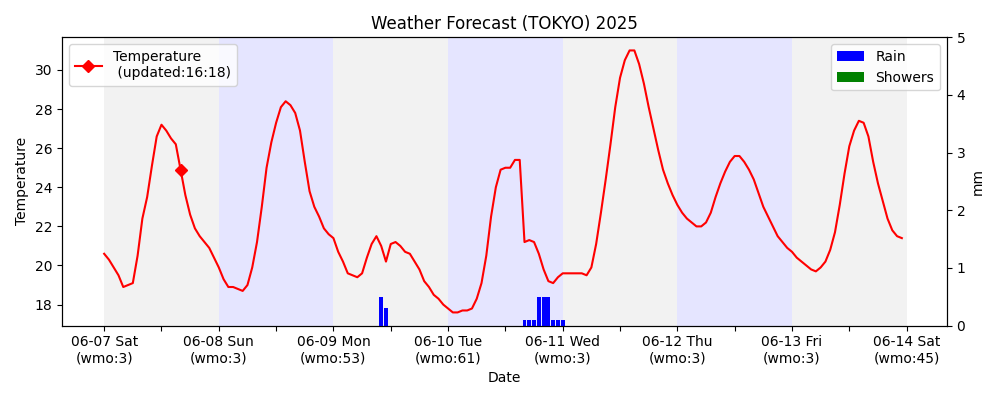 Weather Forecast (TOKYO) 2025
Temperature
(updated:16:18)
Rain
Showers
Temperature
30
28
26
24
22
20
18
5
4
3
2
1
0
mm
06-07 Sat
(wmo:3)
06-08 Sun
(wmo:3)
06-09 Mon
(wmo:53)
06-10 Tue
(wmo:61)
06-11 Wed
(wmo:3)
06-12 Thu
(wmo:3)
06-13 Fri
(wmo:3)
06-14 Sat
(wmo:45)
Date